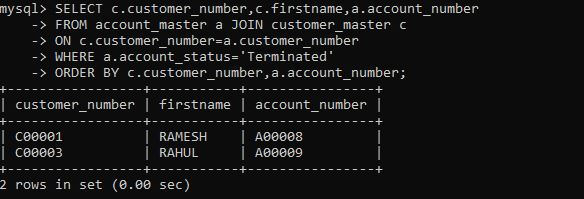 mysql> SELECT c.customer_number,c.firstname,a.account_number
    -> FROM account_master a JOIN customer_master c
    -> ON c.customer_number=a.customer_number
    -> WHERE a.account_status='Terminated'
    -> ORDER BY c.customer_number,a.account_number;
+-----------------+-----------+----------------+
| customer_number | firstname | account_number |
+-----------------+-----------+----------------+
| C00001          | RAMESH    | A00008         |
| C00003          | RAHUL     | A00009         |
+-----------------+-----------+----------------+
2 rows in set (0.00 sec)